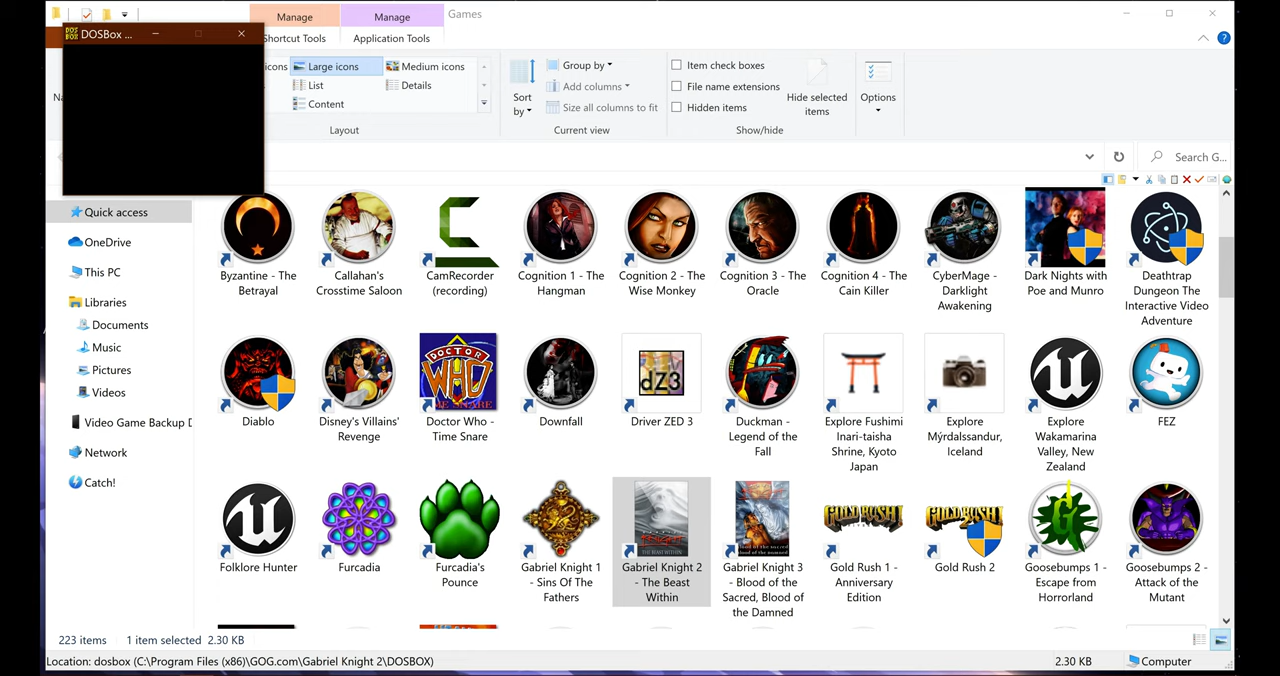 Manage
Manage
Games
DOSBox ...
Shortcut Tools
Application Tools
icons
Large icons
Medium icons
List
Details
Content
Layout
Sort
by
Group by
Add columns
Size all columns to fit
Current view
Item check boxes
File name extensions
Hidden items
Hide selected
items
Show/hide
Options
Search G...
Quick access
OneDrive
This PC
Libraries
Documents
Music
Pictures
Videos
Video Game Backup D
Network
Catch!
Byzantine - The
Betrayal
Callahan's
Crosstime Saloon
CamRecorder
(recording)
Cognition 1 - The
Hangman
Cognition 2 - The
Wise Monkey
Cognition 3 - The
Oracle
Cognition 4 - The
Cain Killer
CyberMage -
Darklight
Awakening
Dark Nights with
Poe and Munro
Deathtrap
Dungeon The
Interactive Video
Adventure
DOCTOR
WHO
dZ3
Diablo
Disney's Villains'
Revenge
Doctor Who -
Time Snare
Downfall
Driver ZED 3
Duckman -
Legend of the
Fall
Explore Fushimi
Inari-taisha
Shrine, Kyoto
Japan
Explore
Mýrdalssandur,
Iceland
Explore
Wakamarina
Valley, New
Zealand
FEZ
GOLD RUSH!
GOLD RUSH!
Folklore Hunter
Furcadia
Furcadia's
Pounce
Gabriel Knight 1
- Sins Of The
Fathers
Gabriel Knight 2
- The Beast
Within
Gabriel Knight 3
- Blood of the
Sacred, Blood of
the Damned
Gold Rush 1 -
Anniversary
Edition
Gold Rush 2
Goosebumps 1 -
Escape from
Horrorland
Goosebumps 2 -
Attack of the
Mutant
223 items
1 item selected 2.30 KB
Location: dosbox (C:\Program Files (x86)\GOG.com\Gabriel Knight 2\DOSBOX)
2.30 KB
Computer